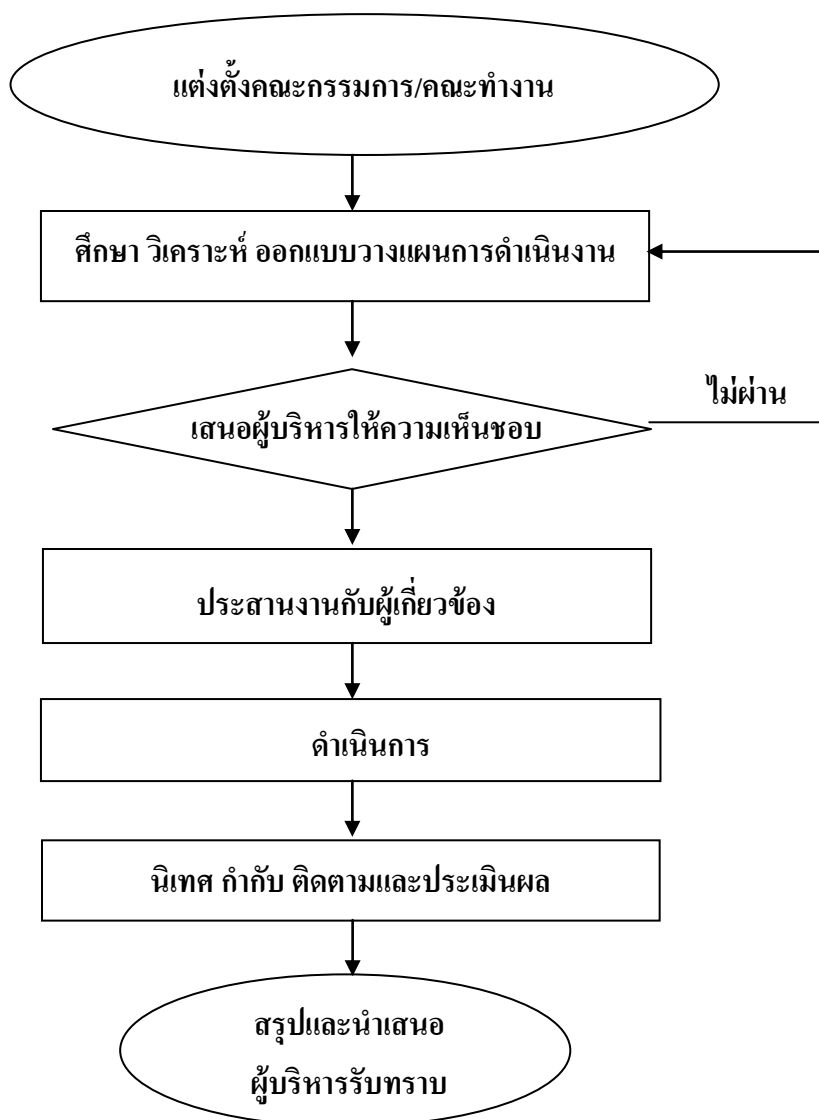 แต่งตั้งคณะกรรมการ/คณะทำงาน
ศึกษา วิเคราะห์ ออกแบบวางแผนการดำเนินงาน
ไม่ผ่าน
เสนอผู้บริหารให้ความเห็นชอบ
ประสานงานกับผู้เกี่ยวข้อง
ดำเนินการ
นิเทศ กำกับ ติดตามและประเมินผล
สรุปและนำเสนอ
ผู้บริหารรับทราบ